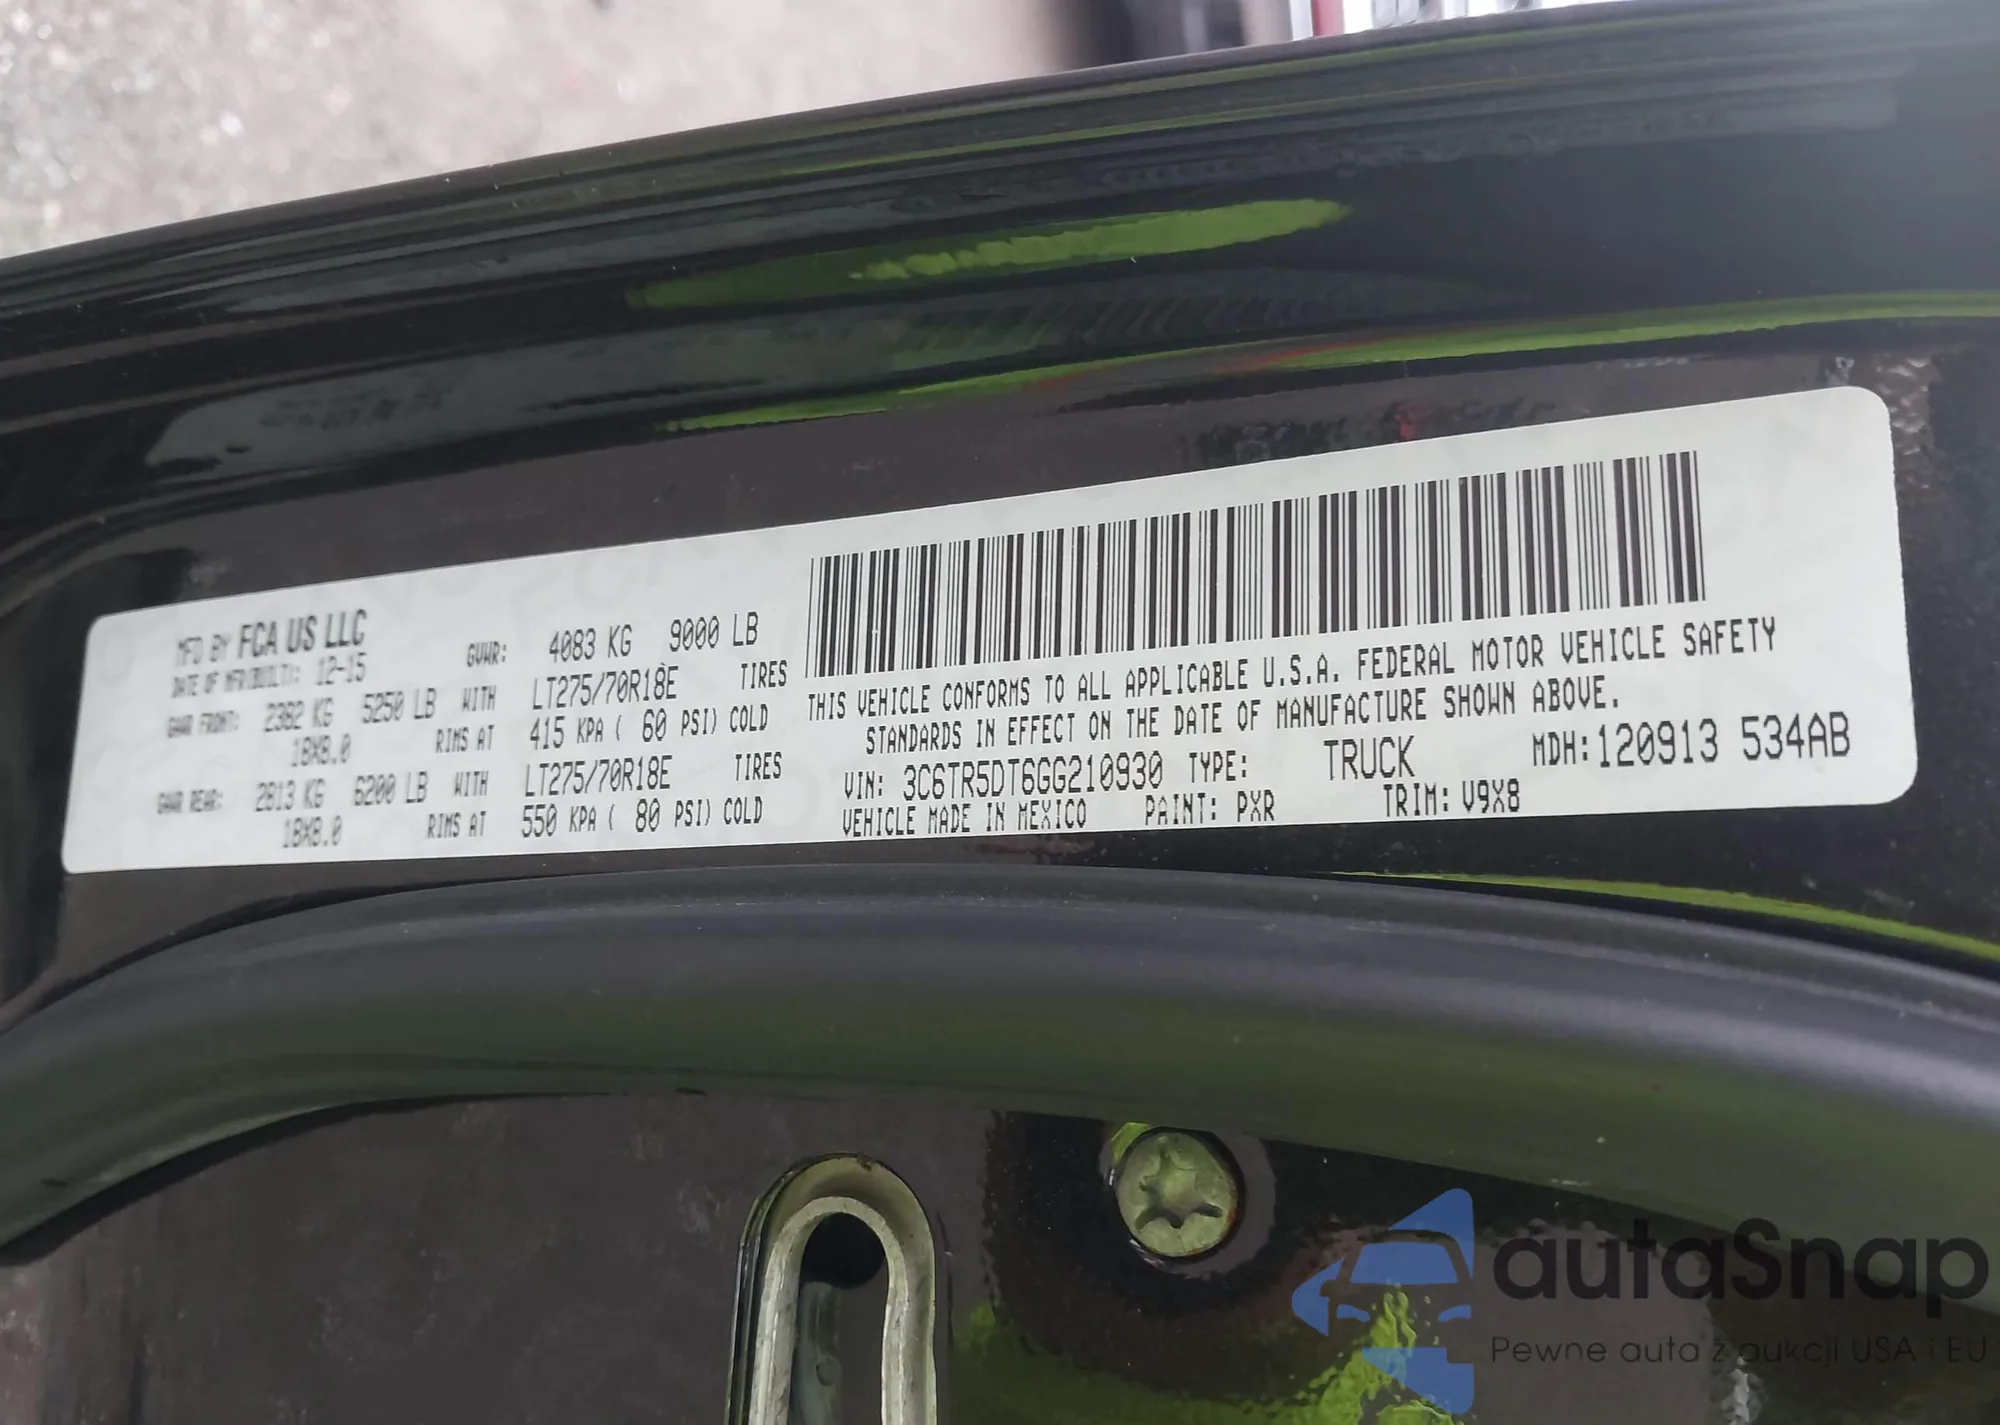 MFD BY FCA US LLC
DATE OF MFR(BUILT): 12-15
GVWR: 4083 KG 9000 LB
GAWR FRONT: 2382 KG 5250 LB WITH LT275/70R18E TIRES
18X8.0 RIMS AT 415 KPA ( 60 PSI) COLD
GAWR REAR: 2813 KG 6200 LB WITH LT275/70R18E TIRES
18X8.0 RIMS AT 550 KPA ( 80 PSI) COLD
THIS VEHICLE CONFORMS TO ALL APPLICABLE U.S.A. FEDERAL MOTOR VEHICLE SAFETY
STANDARDS IN EFFECT ON THE DATE OF MANUFACTURE SHOWN ABOVE.
VIN: 3C6TR5DT6GG210930 TYPE: TRUCK MDH:120913 534AB
VEHICLE MADE IN MEXICO PAINT: PXR TRIM: V9X8
autaSnap
Pewne auta z aukcji USA i EU